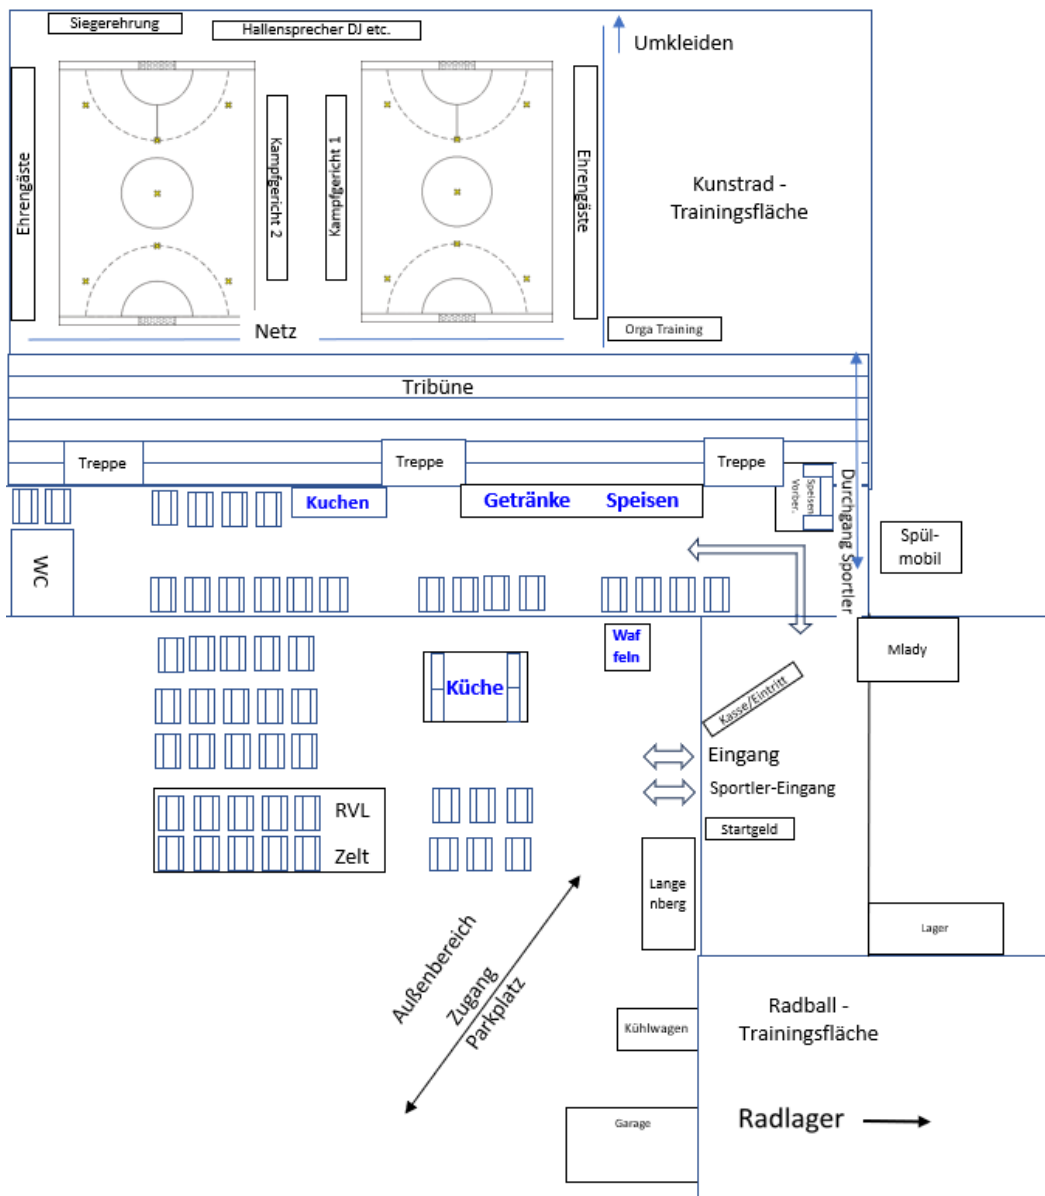 Siegerehrung
Hallensprecher DJ etc.
Umkleiden
Ehrengäste
Kampfgericht 2
Kampfgericht 1
Ehrengäste
Kunstrad -
Trainingsfläche
Netz
Orga Training
Tribüne
Treppe
Treppe
Treppe
Kuchen
Getränke Speisen
Speisen
Vorber.
Durchgang Sportler
Spül-
mobil
WC
Waf
feln
Mlady
Küche
Kasse/Eintritt
Eingang
Sportler-Eingang
RVL
Zelt
Startgeld
Lange
nberg
Lager
Außenbereich
Zugang
Parkplatz
Kühlwagen
Radball -
Trainingsfläche
Garage
Radlager